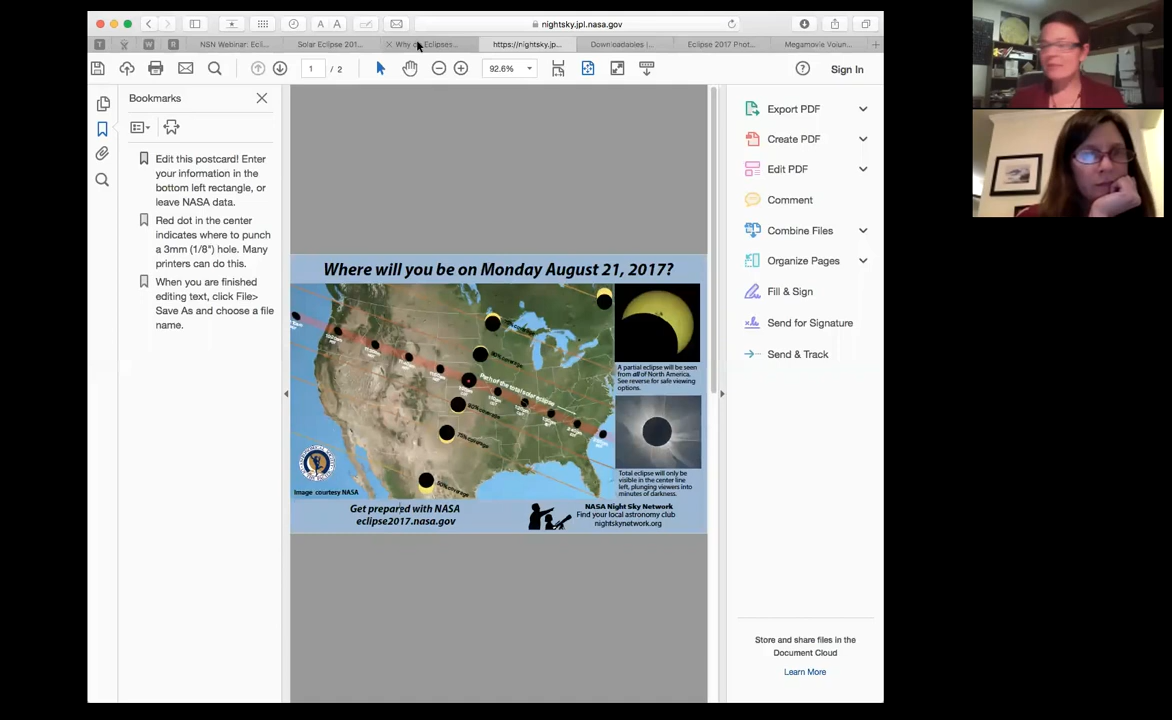 nightsky.jpl.nasa.gov
NSN Webinar: Ecli...
Solar Eclipse 201...
Why Eclipses...
https://nightsky.jp...
Downloadables |...
Eclipse 2017 Phot...
Megamovie Volun...
1 / 2
92.6%
Sign In
Bookmarks
Edit this postcard! Enter
your information in the
bottom left rectangle, or
leave NASA data.
Red dot in the center
indicates where to punch
a 3mm (1/8") hole. Many
printers can do this.
When you are finished
editing text, click File>
Save As and choose a file
name.
Where will you be on Monday August 21, 2017?
Path of the total solar eclipse
A partial eclipse will be seen
from all of North America.
See reverse for safe viewing
options.
Total eclipse will only be
visible in the center line
left, plunging viewers into
minutes of darkness.
Image courtesy NASA
Get prepared with NASA
eclipse2017.nasa.gov
NASA Night Sky Network
Find your local astronomy club
nightskynetwork.org
Export PDF
Create PDF
Edit PDF
Comment
Combine Files
Organize Pages
Fill & Sign
Send for Signature
Send & Track
Store and share files in the
Document Cloud
Learn More